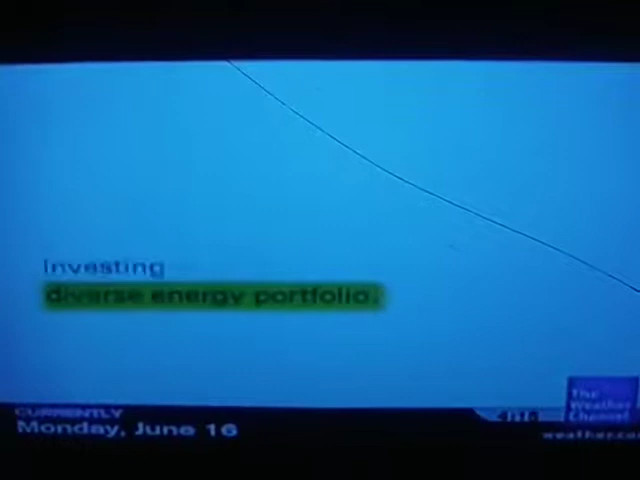 Investing
diverse energy portfolio.
CURRENTLY
Monday, June 16
The
Weather
Channel